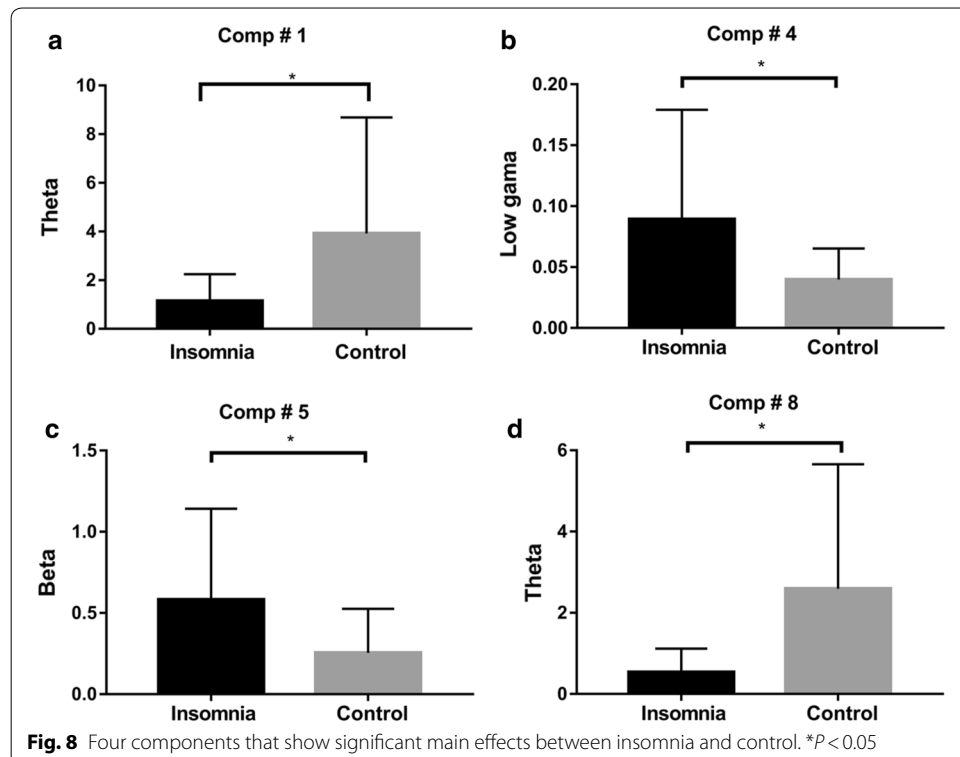 a
Comp # 1
*
10
8
6
4
2
0
Theta
Insomnia Control
b
Comp # 4
*
0.20
0.15
0.10
0.05
0.00
Low gama
Insomnia Control
c
Comp # 5
*
1.5
1.0
0.5
0.0
Beta
Insomnia Control
d
Comp # 8
*
6
4
2
0
Theta
Insomnia Control
Fig. 8 Four components that show significant main effects between insomnia and control. *P < 0.05